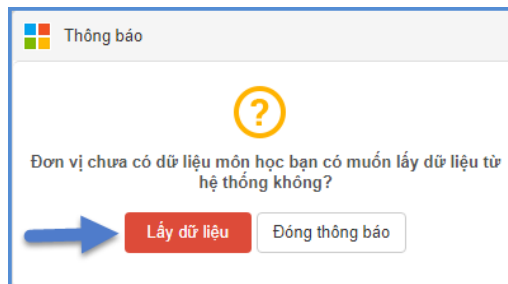 Thông báo
?
Đơn vị chưa có dữ liệu môn học bạn có muốn lấy dữ liệu từ
hệ thống không?
Lấy dữ liệu
Đóng thông báo